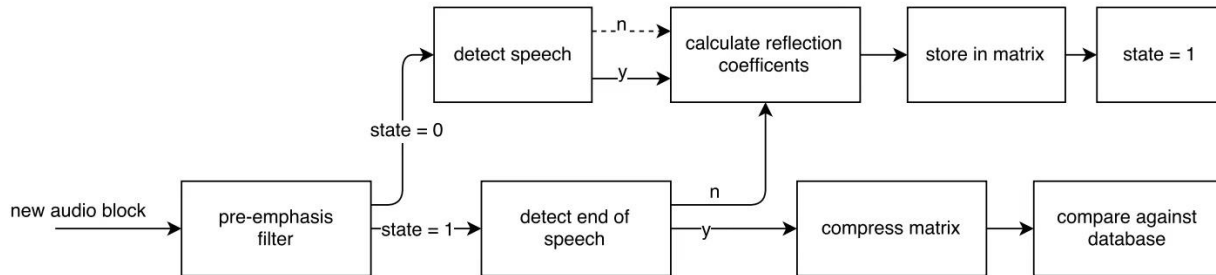 n
detect speech
y
calculate reflection
coefficents
store in matrix
state = 1
state = 0
new audio block
pre-emphasis
filter
state = 1
detect end of
speech
n
y
compress matrix
compare against
database